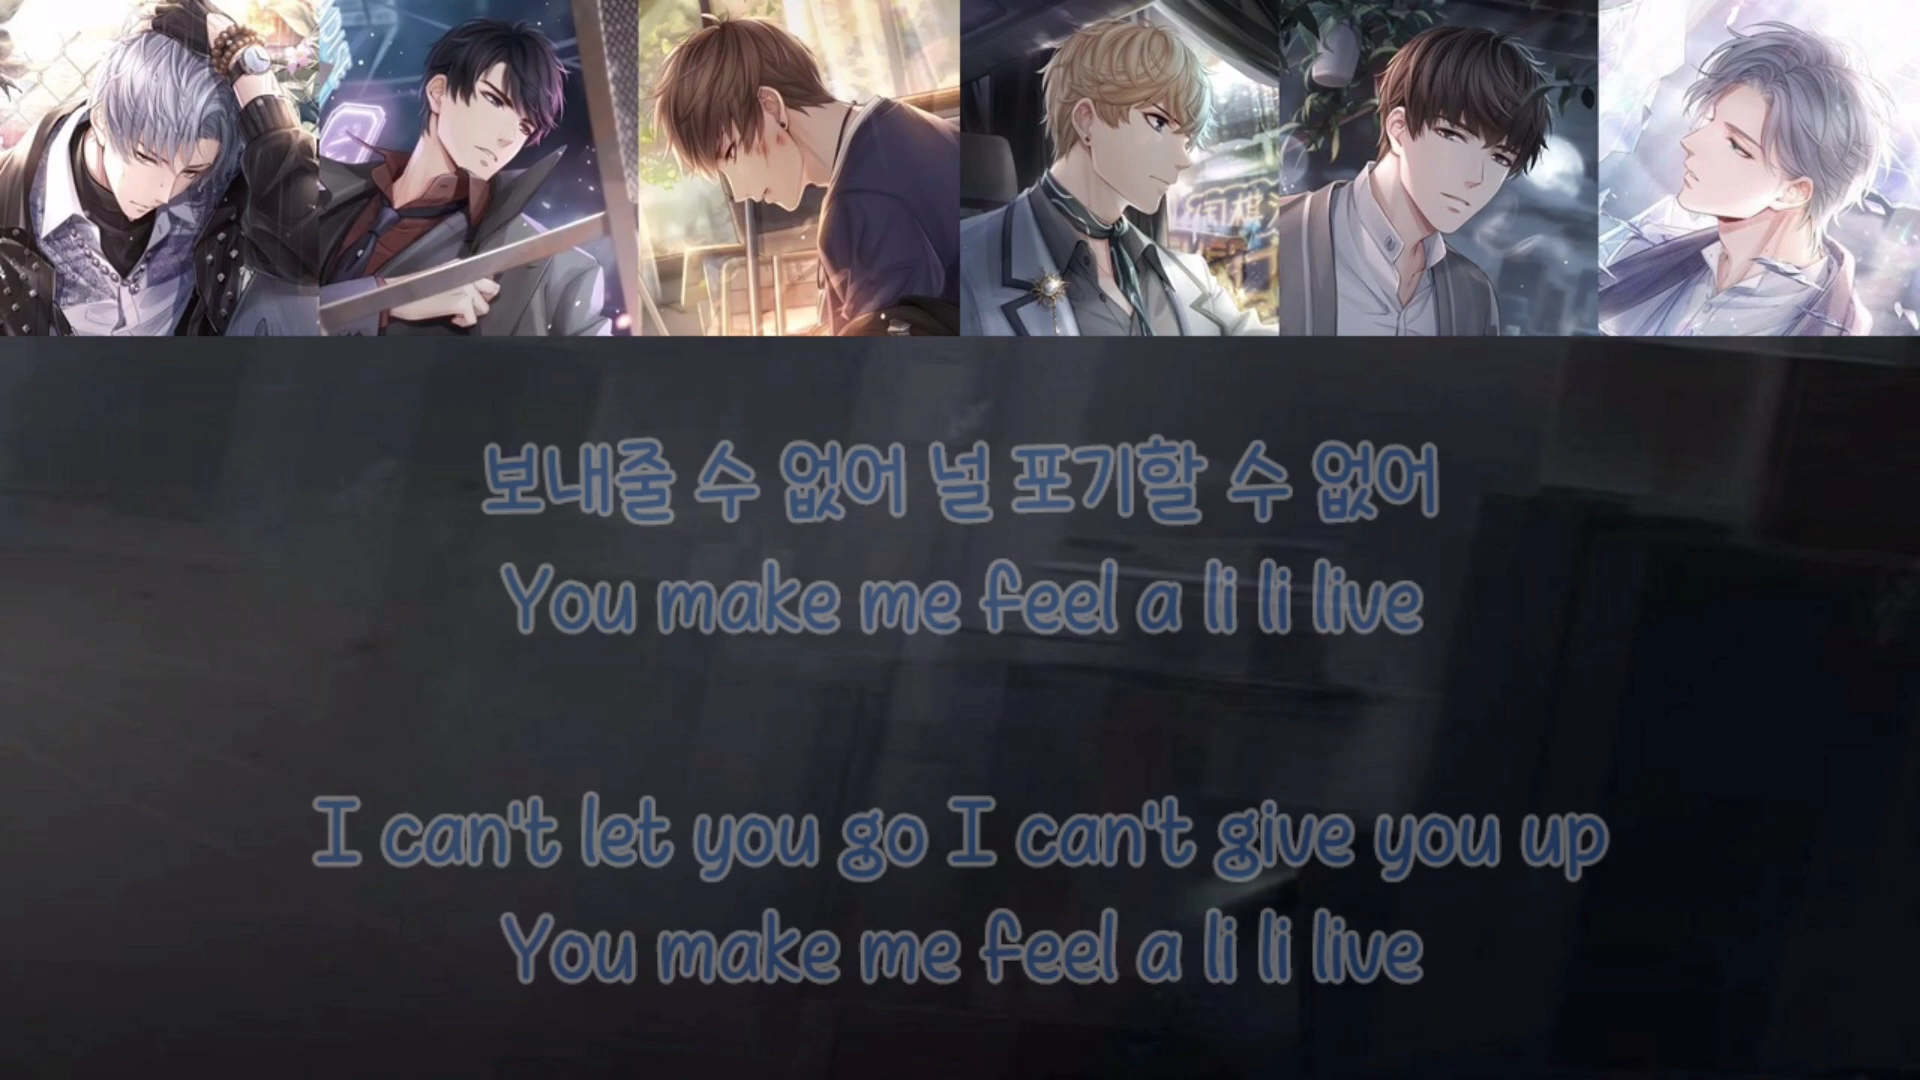 보내줄 수 없어 널 포기할 수 없어
You make me feel a li li live
I can't let you go I can't give you up
You make me feel a li li live